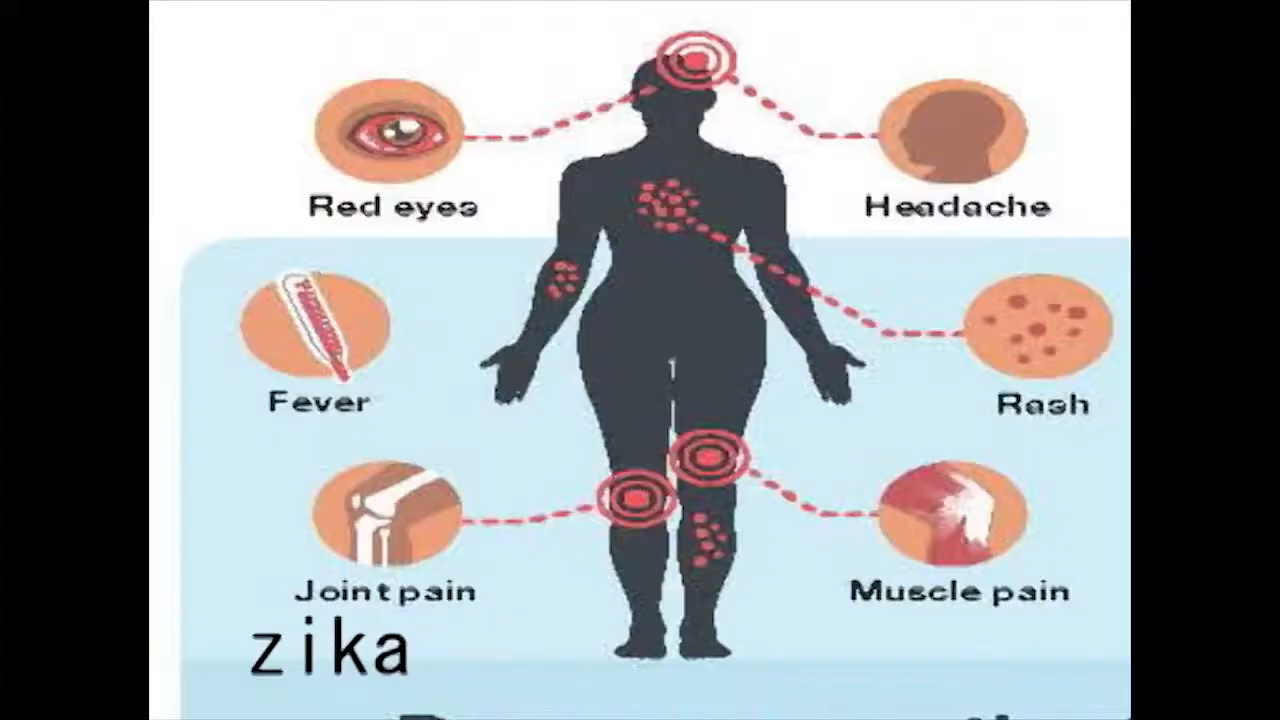 Red eyes
Headache
Fever
Rash
Joint pain
Muscle pain
zika